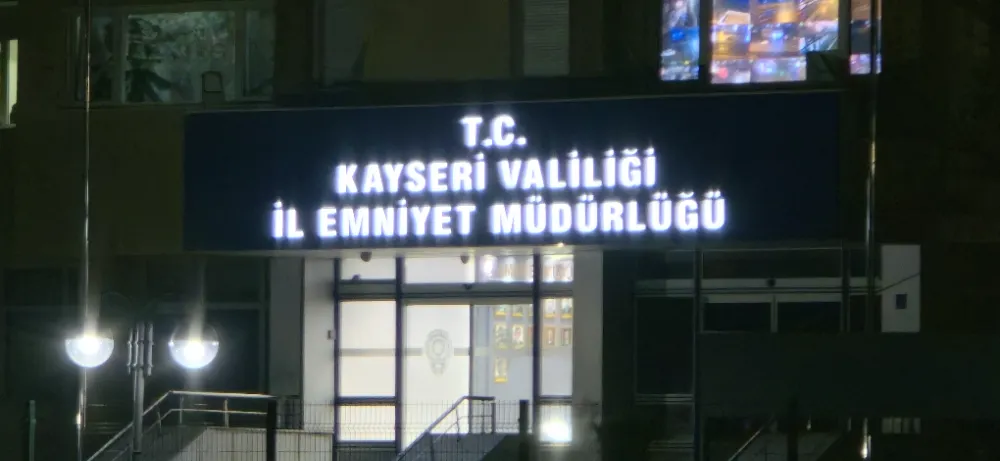 T.C.
KAYSERİ VALİLİĞİ
İL EMNİYET MÜDÜRLÜĞÜ